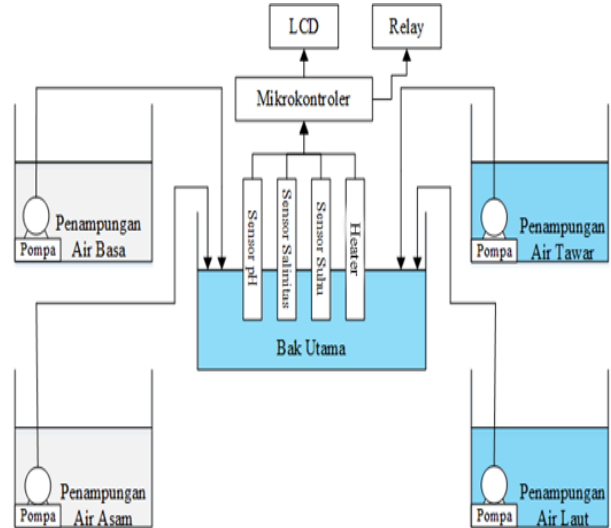 LCD
Relay
Mikrokontroler
Penampungan
Air Basa
Pompa
Sensor pH
Sensor Salinitas
Sensor Suhu
Heater
Penampungan
Air Tawar
Pompa
Bak Utama
Penampungan
Air Asam
Pompa
Penampungan
Air Laut
Pompa